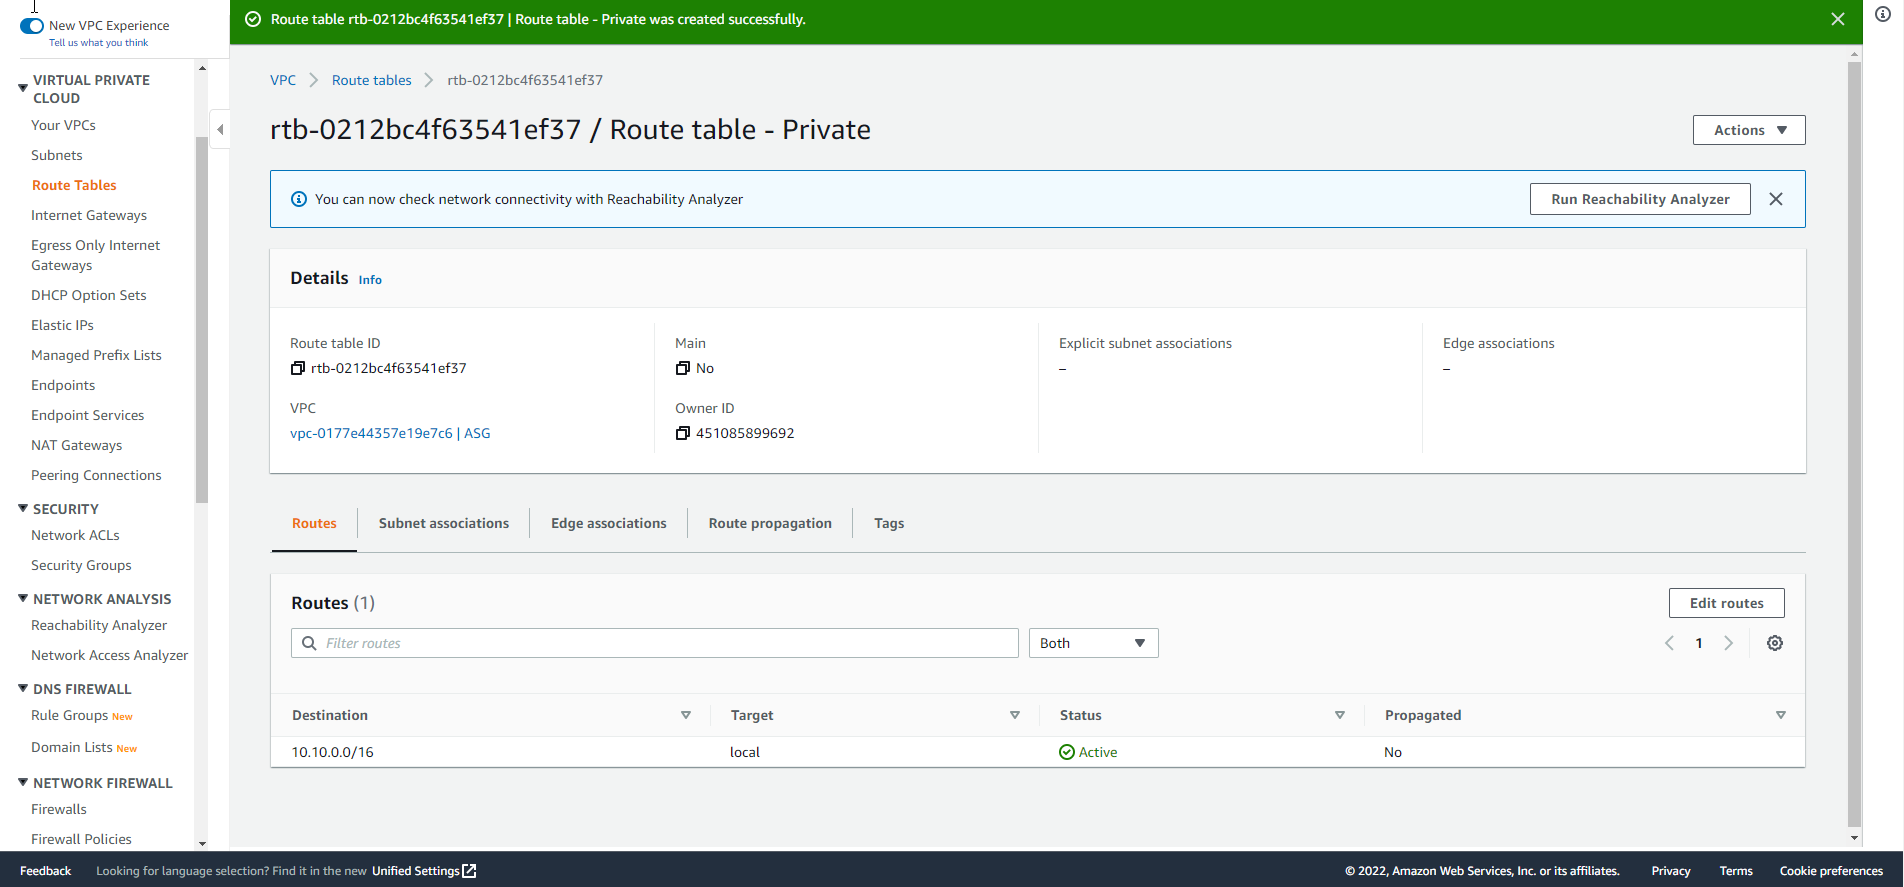 Route table rtb-0212bc4f63541ef37 | Route table - Private was created successfully.
New VPC Experience
Tell us what you think
VIRTUAL PRIVATE
CLOUD
Your VPCs
Subnets
Route Tables
Internet Gateways
Egress Only Internet
Gateways
DHCP Option Sets
Elastic IPs
Managed Prefix Lists
Endpoints
Endpoint Services
NAT Gateways
Peering Connections
SECURITY
Network ACLs
Security Groups
NETWORK ANALYSIS
Reachability Analyzer
Network Access Analyzer
DNS FIREWALL
Rule Groups New
Domain Lists New
NETWORK FIREWALL
Firewalls
Firewall Policies
VPC Route tables rtb-0212bc4f63541ef37
rtb-0212bc4f63541ef37 / Route table - Private
Actions
You can now check network connectivity with Reachability Analyzer
Run Reachability Analyzer
Details Info
Route table ID
rtb-0212bc4f63541ef37
VPC
vpc-0177e44357e19e7c6 | ASG
Main
No
Owner ID
451085899692
Explicit subnet associations
–
Edge associations
–
Routes Subnet associations Edge associations Route propagation Tags
Routes (1)
Edit routes
Filter routes
Both
1
Destination Target Status Propagated
10.10.0.0/16 local Active No
Feedback Looking for language selection? Find it in the new Unified Settings
© 2022, Amazon Web Services, Inc. or its affiliates. Privacy Terms Cookie preferences